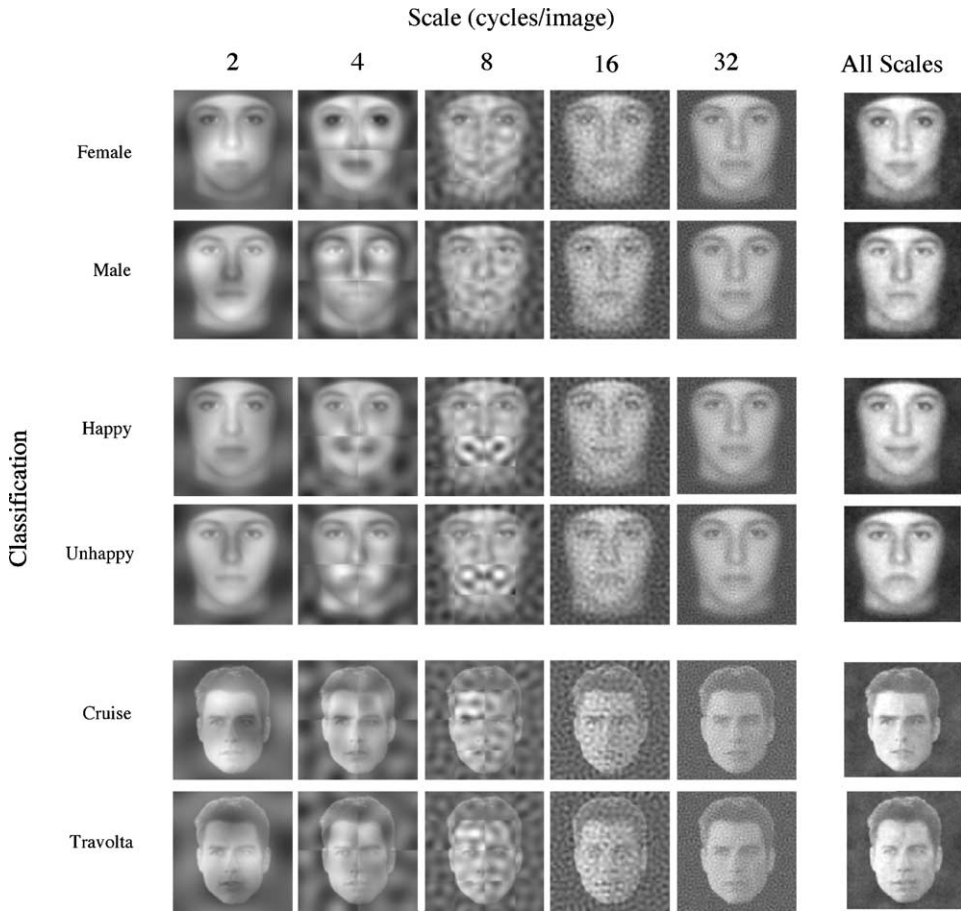 Scale (cycles/image)
2 4 8 16 32 All Scales
Female
Male
Happy
Classification
Unhappy
Cruise
Travolta